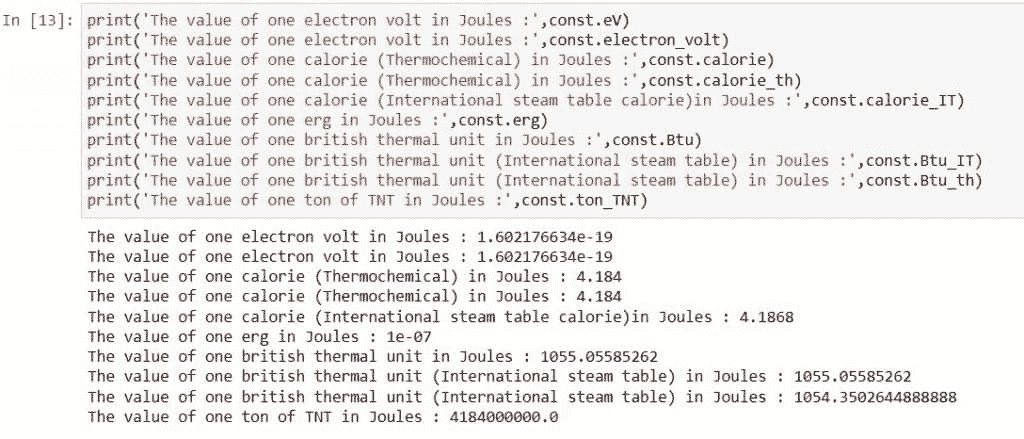 In [13]: print('The value of one electron volt in Joules :',const.eV)
print('The value of one electron volt in Joules :',const.electron_volt)
print('The value of one calorie (Thermochemical) in Joules :',const.calorie)
print('The value of one calorie (Thermochemical) in Joules :',const.calorie_th)
print('The value of one calorie (International steam table calorie)in Joules :',const.calorie_IT)
print('The value of one erg in Joules :',const.erg)
print('The value of one british thermal unit in Joules :',const.Btu)
print('The value of one british thermal unit (International steam table) in Joules :',const.Btu_IT)
print('The value of one british thermal unit (International steam table) in Joules :',const.Btu_th)
print('The value of one ton of TNT in Joules :',const.ton_TNT)
The value of one electron volt in Joules : 1.602176634e-19
The value of one electron volt in Joules : 1.602176634e-19
The value of one calorie (Thermochemical) in Joules : 4.184
The value of one calorie (Thermochemical) in Joules : 4.184
The value of one calorie (International steam table calorie)in Joules : 4.1868
The value of one erg in Joules : 1e-07
The value of one british thermal unit in Joules : 1055.05585262
The value of one british thermal unit (International steam table) in Joules : 1055.05585262
The value of one british thermal unit (International steam table) in Joules : 1054.3502644888888
The value of one ton of TNT in Joules : 4184000000.0